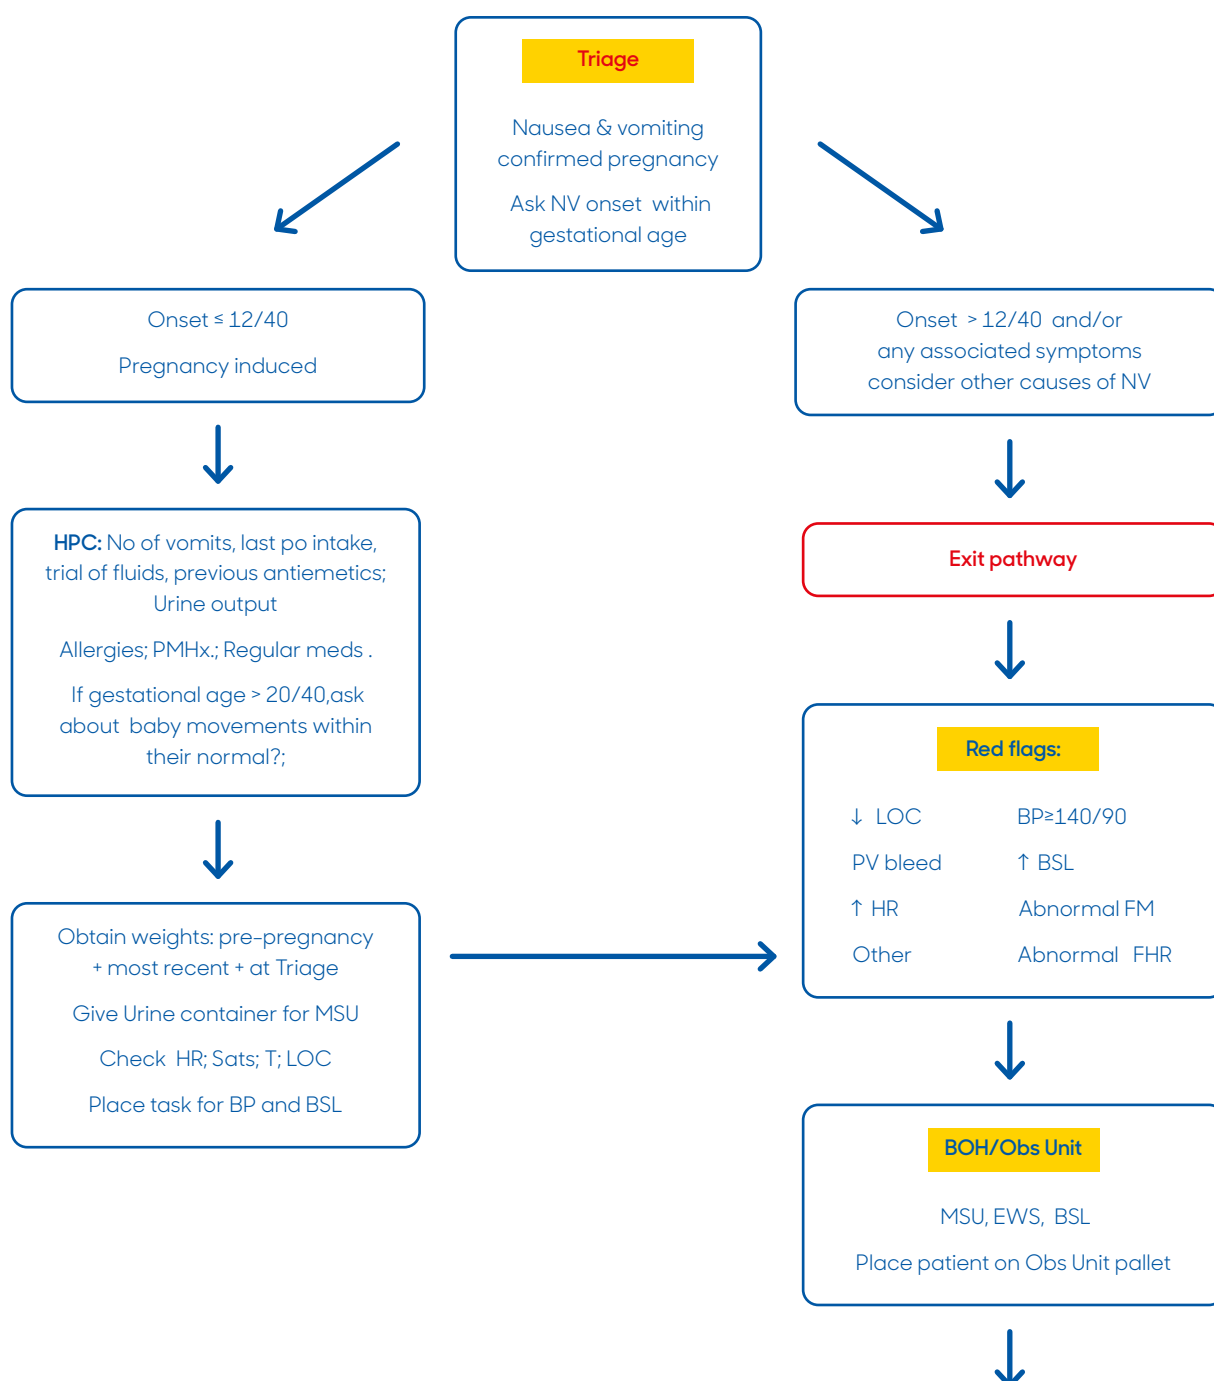 Triage
Nausea & vomiting
confirmed pregnancy
Ask NV onset within
gestational age
Onset ≤ 12/40
Pregnancy induced
Onset > 12/40 and/or
any associated symptoms
consider other causes of NV
HPC: No of vomits, last po intake,
trial of fluids, previous antiemetics;
Urine output
Allergies; PMHx.; Regular meds .
If gestational age > 20/40,ask
about baby movements within
their normal?;
Exit pathway
Red flags:
↓ LOC BP≥140/90
PV bleed ↑ BSL
↑ HR Abnormal FM
Other Abnormal FHR
Obtain weights: pre-pregnancy
+ most recent + at Triage
Give Urine container for MSU
Check HR; Sats; T; LOC
Place task for BP and BSL
BOH/Obs Unit
MSU, EWS, BSL
Place patient on Obs Unit pallet